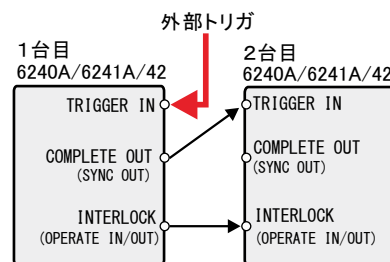 外部トリガ
1台目
6240A/6241A/42
TRIGGER IN
COMPLETE OUT
(SYNC OUT)
INTERLOCK
(OPERATE IN/OUT)
2台目
6240A/6241A/42
TRIGGER IN
COMPLETE OUT
(SYNC OUT)
INTERLOCK
(OPERATE IN/OUT)